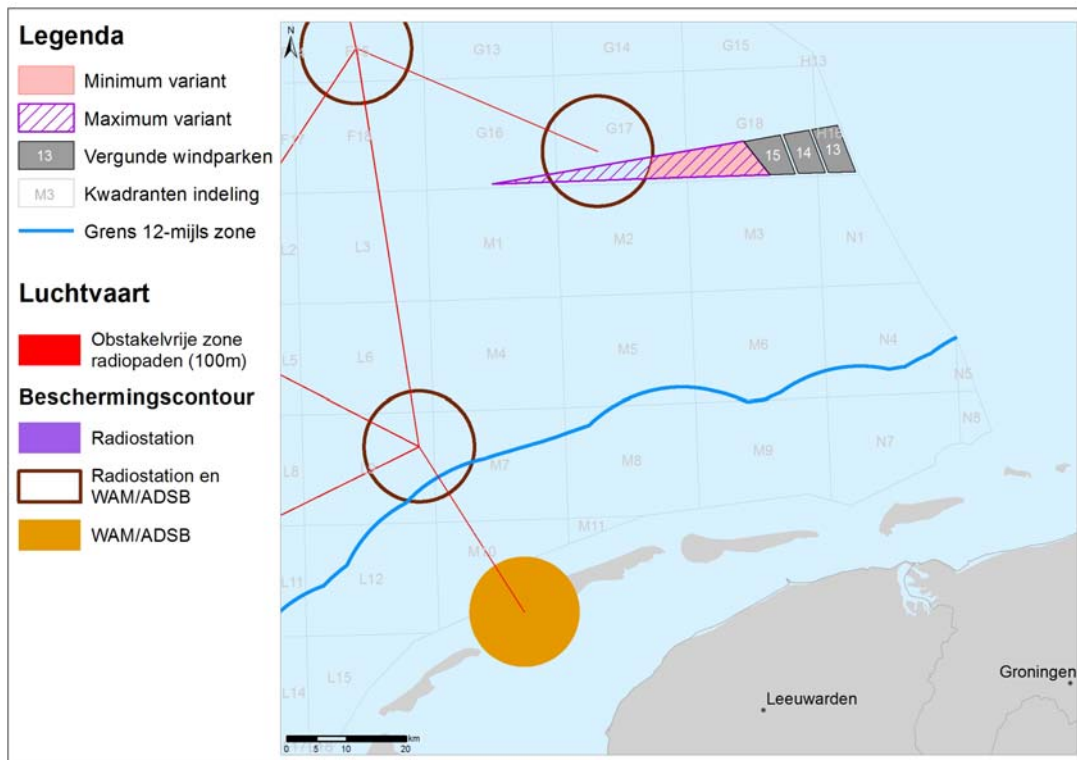 Legenda
Minimum variant
Maximum variant
13 Vergunde windparken
M3 Kwadranten indeling
Grens 12-mijls zone
Luchtvaart
Obstakelvrije zone
radiopaden (100m)
Beschermingscontour
Radiostation
Radiostation en
WAM/ADSB
WAM/ADSB
N
F15 G13 G14 G15
H13
F17 F18 G16 G17 G18 H16
15 14 13
L2 L3 M1 M2 M3 N1
L5 L6 M4 M5 M6 N4
N5
L8 M7 M8 M9 N7 N8
M10 M11
L11 L12
L14 L15
Leeuwarden
Groningen
0 5 10 20 km